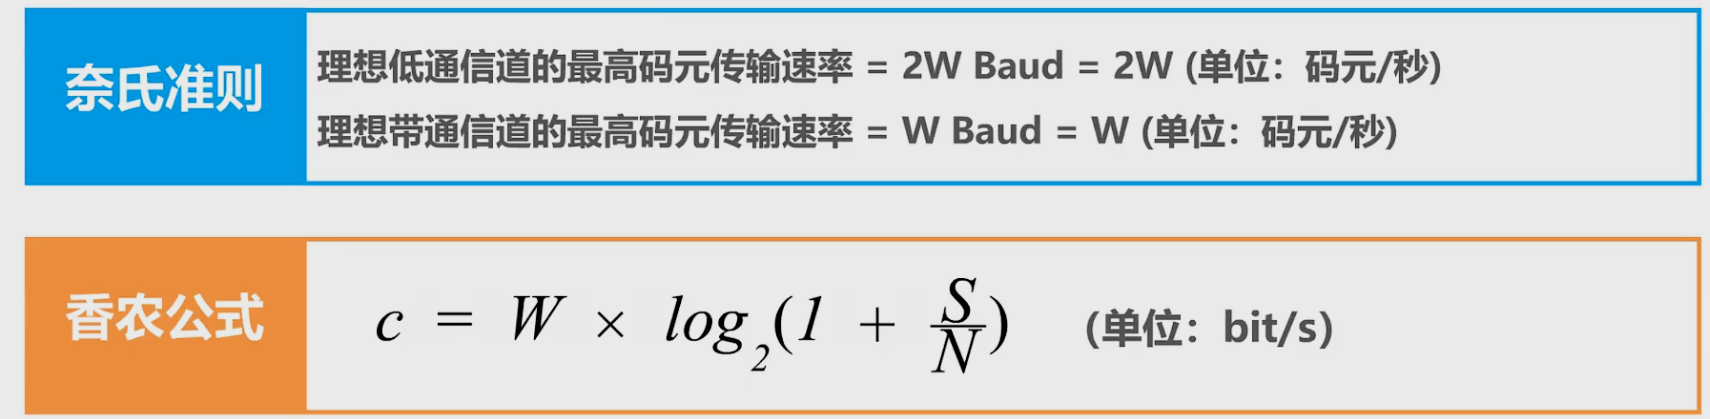 奈氏准则
理想低通信道的最高码元传输速率 = 2W Baud = 2W (单位：码元/秒)
理想带通信道的最高码元传输速率 = W Baud = W (单位：码元/秒)
香农公式
c = W × log₂(1 + S/N) (单位：bit/s)